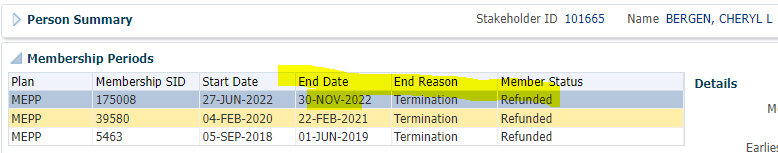 Person Summary Stakeholder ID 101665 Name BERGEN, CHERYL L
Membership Periods
Plan Membership SID Start Date End Date End Reason Member Status
MEPP 175008 27-JUN-2022 30-NOV-2022 Termination Refunded
MEPP 39580 04-FEB-2020 22-FEB-2021 Termination Refunded
MEPP 5463 05-SEP-2018 01-JUN-2019 Termination Refunded
Details
Earlies